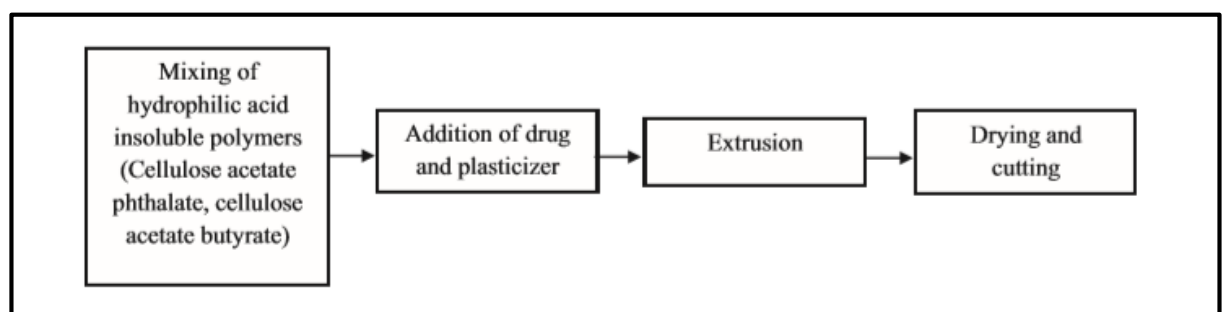 Mixing of
hydrophilic acid
insoluble polymers
(Cellulose acetate
phthalate, cellulose
acetate butyrate)
Addition of drug
and plasticizer
Extrusion
Drying and
cutting